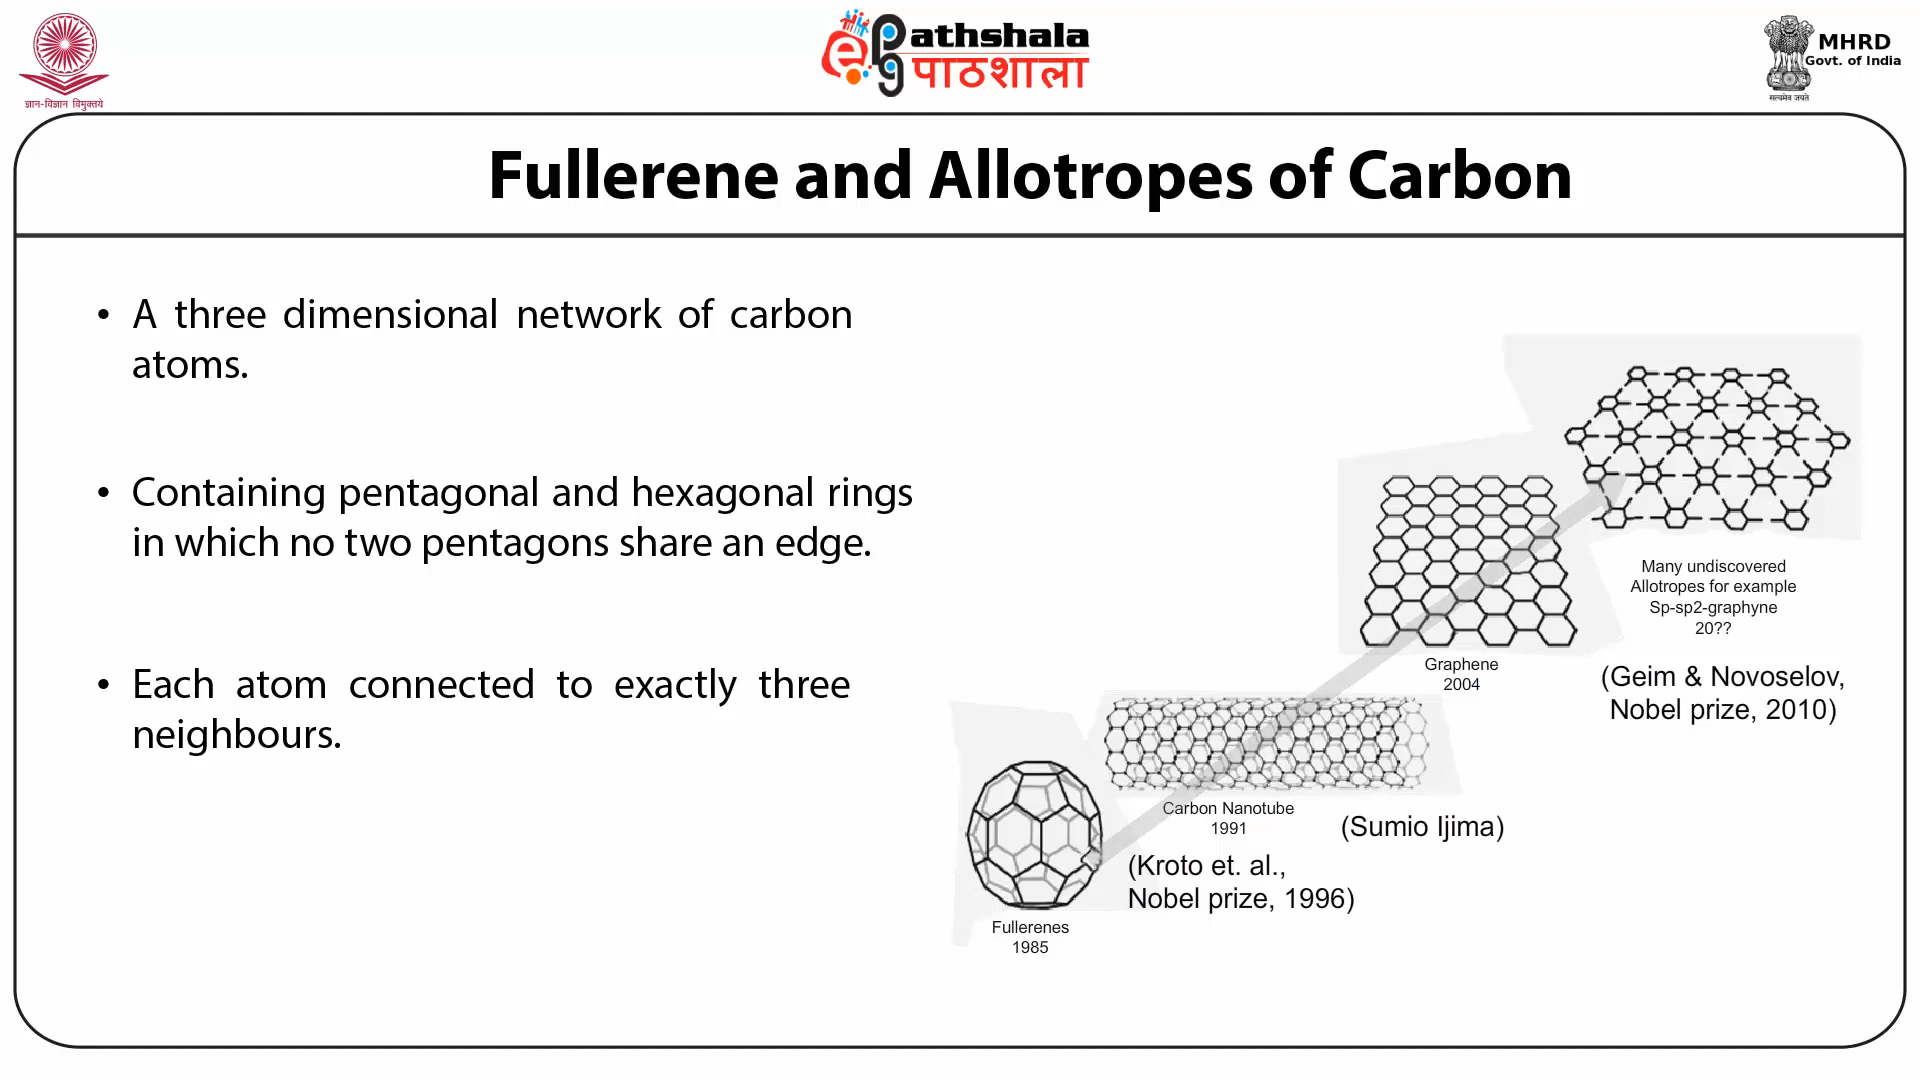 ज्ञान-विज्ञान विमुक्तये
ePG
athshala
पाठशाला
MHRD
Govt. of India
सत्यमेव जयते
Fullerene and Allotropes of Carbon
• A three dimensional network of carbon
atoms.
• Containing pentagonal and hexagonal rings
in which no two pentagons share an edge.
• Each atom connected to exactly three
neighbours.
Many undiscovered
Allotropes for example
Sp-sp2-graphyne
20??
(Geim & Novoselov,
Nobel prize, 2010)
Graphene
2004
Carbon Nanotube
1991
(Sumio Ijima)
(Kroto et. al.,
Nobel prize, 1996)
Fullerenes
1985